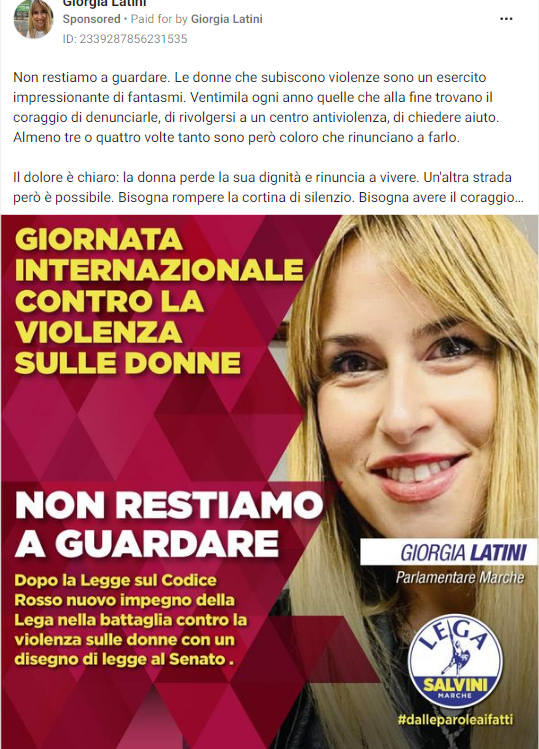 Giorgia Latini
Sponsored • Paid for by Giorgia Latini
ID: 2339287856231535
Non restiamo a guardare. Le donne che subiscono violenze sono un esercito
impressionante di fantasmi. Ventimila ogni anno quelle che alla fine trovano il
coraggio di denunciarle, di rivolgersi a un centro antiviolenza, di chiedere aiuto.
Almeno tre o quattro volte tanto sono però coloro che rinunciano a farlo.
Il dolore è chiaro: la donna perde la sua dignità e rinuncia a vivere. Un'altra strada
però è possibile. Bisogna rompere la cortina di silenzio. Bisogna avere il coraggio...
GIORNATA
INTERNAZIONALE
CONTRO LA
VIOLENZA
SULLE DONNE
NON RESTIAMO
A GUARDARE
Dopo la Legge sul Codice
Rosso nuovo impegno della
Lega nella battaglia contro la
violenza sulle donne con un
disegno di legge al Senato .
GIORGIA LATINI
Parlamentare Marche
LEGA
SALVINI
MARCHE
#dalleparoleaifatti